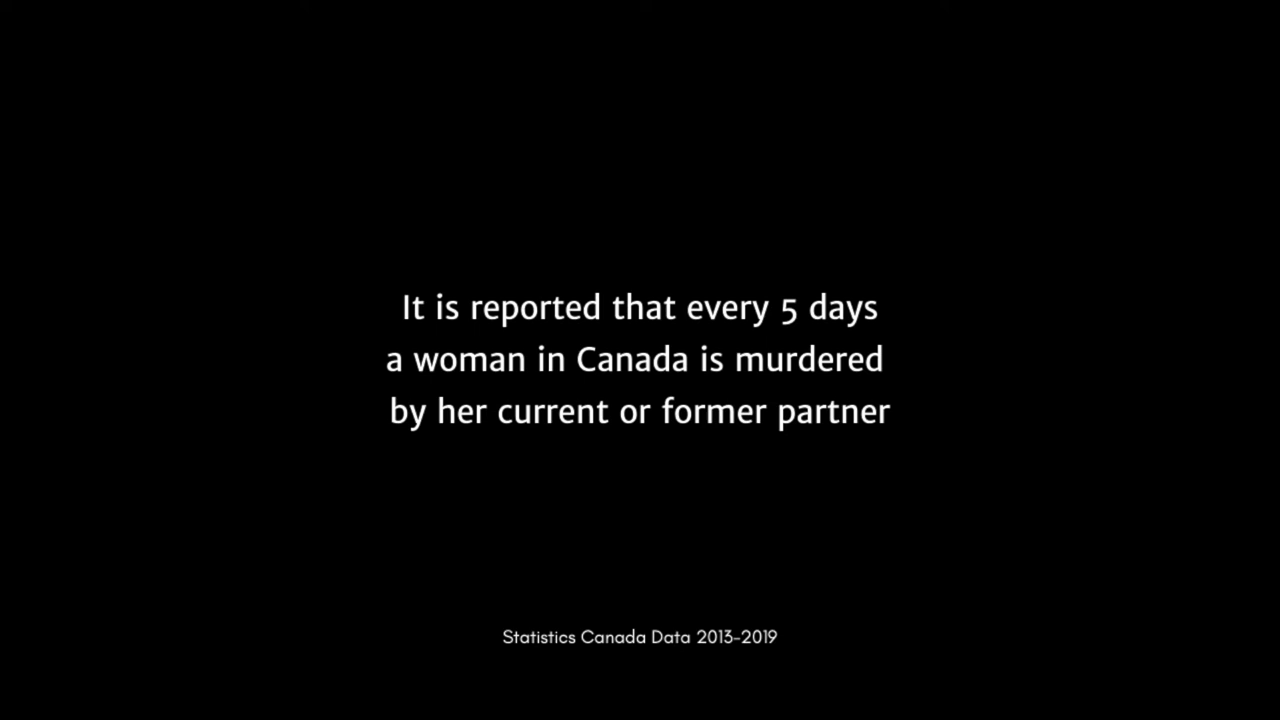 It is reported that every 5 days
a woman in Canada is murdered
by her current or former partner
Statistics Canada Data 2013-2019